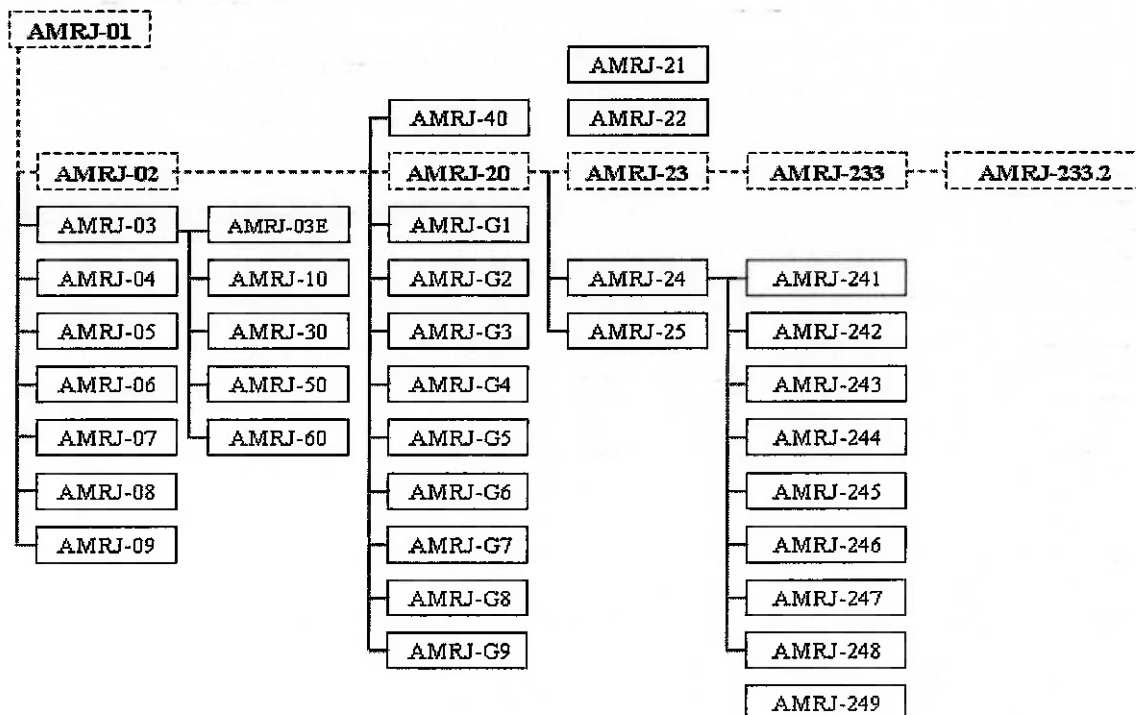 AMRJ-01
AMRJ-21
AMRJ-40 AMRJ-22
AMRJ-02 AMRJ-20 AMRJ-23 AMRJ-233 AMRJ-233.2
AMRJ-03 AMRJ-03E AMRJ-G1
AMRJ-04 AMRJ-10 AMRJ-G2 AMRJ-24 AMRJ-241
AMRJ-05 AMRJ-30 AMRJ-G3 AMRJ-25 AMRJ-242
AMRJ-06 AMRJ-50 AMRJ-G4 AMRJ-243
AMRJ-07 AMRJ-60 AMRJ-G5 AMRJ-244
AMRJ-08 AMRJ-G6 AMRJ-245
AMRJ-09 AMRJ-G7 AMRJ-246
AMRJ-G8 AMRJ-247
AMRJ-G9 AMRJ-248
AMRJ-249